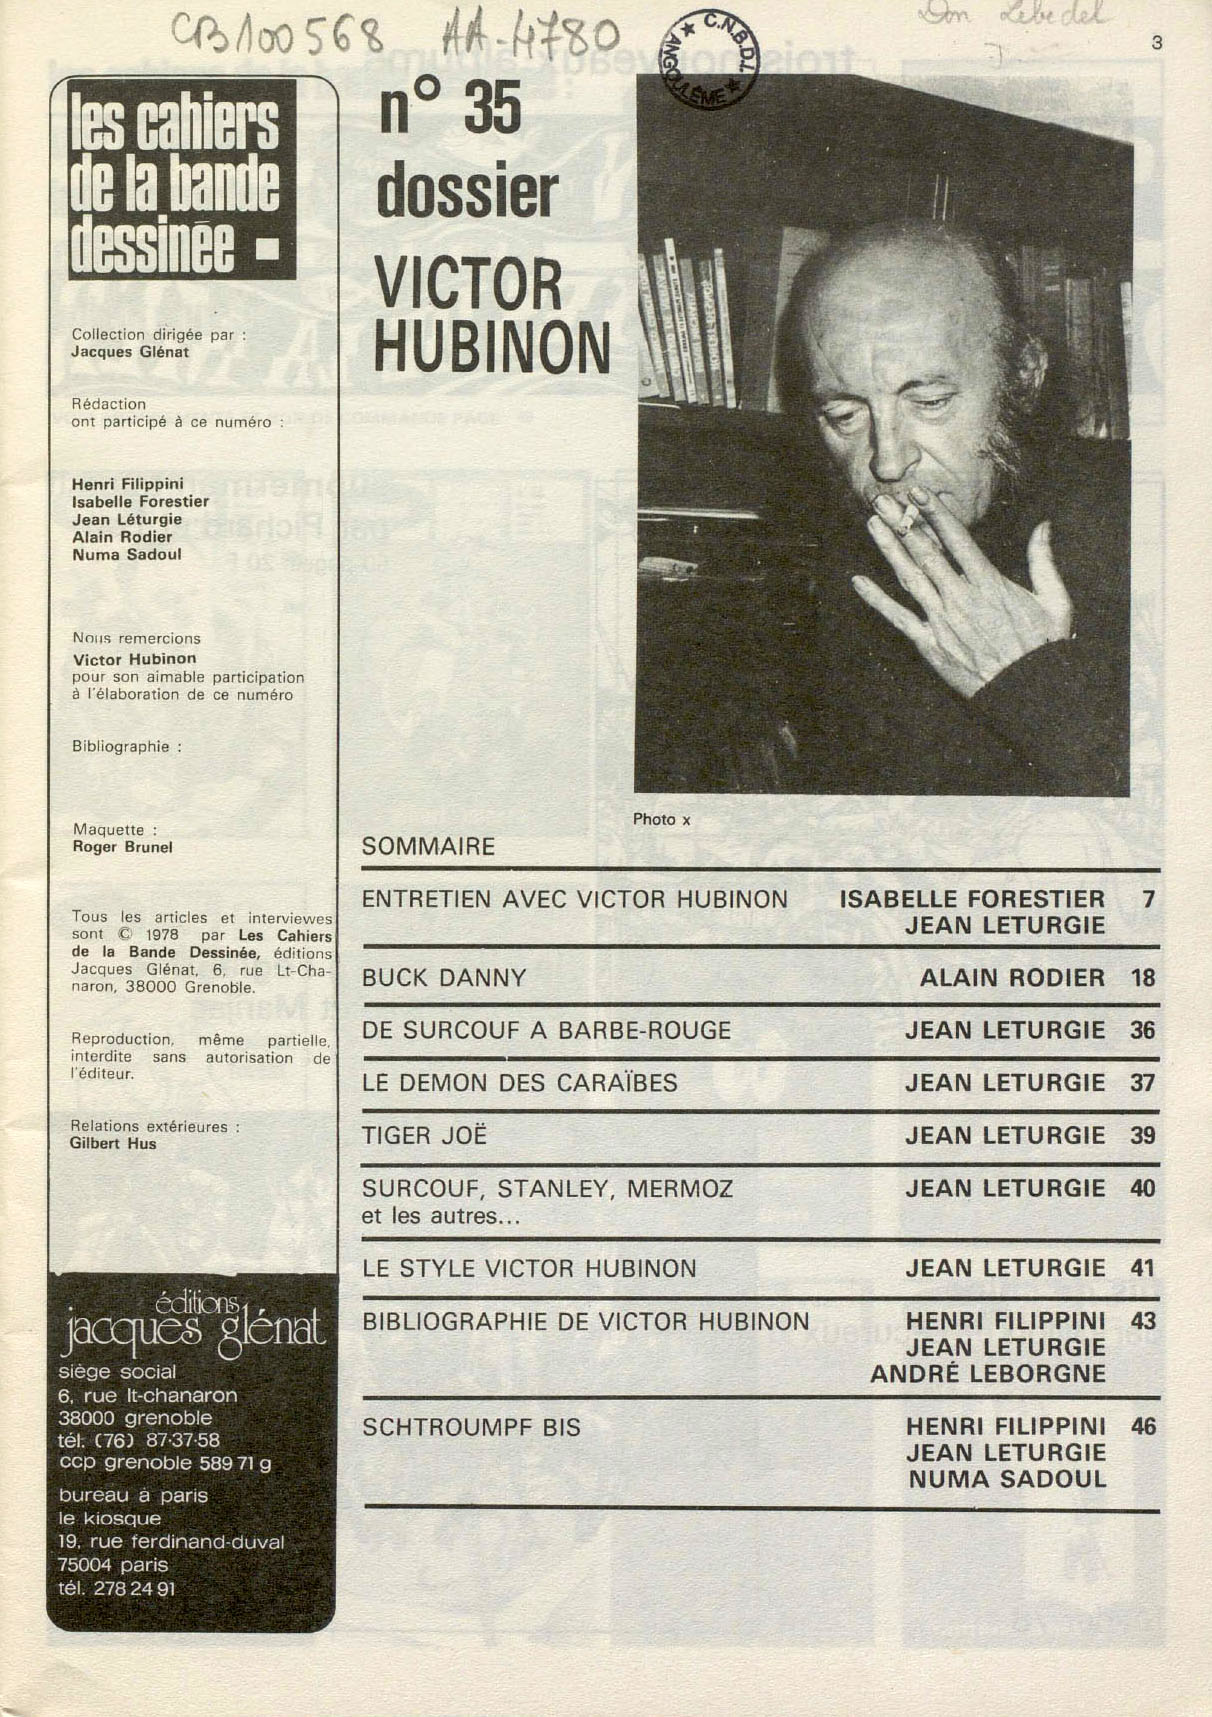 CB100568 AA-4780
Don Lebedel
C.N.B.D.I. ANGOULÊME
3
les cahiers
de la bande
dessinée
Collection dirigée par :
Jacques Glénat
Rédaction
ont participé à ce numéro :
Henri Filippini
Isabelle Forestier
Jean Léturgie
Alain Rodier
Numa Sadoul
Nous remercions
Victor Hubinon
pour son aimable participation
à l'élaboration de ce numéro
Bibliographie :
Maquette :
Roger Brunel
Tous les articles et interviewes
sont © 1978 par Les Cahiers
de la Bande Dessinée, éditions
Jacques Glénat, 6, rue Lt-Cha-
naron, 38000 Grenoble.
Reproduction, même partielle,
interdite sans autorisation de
l'éditeur.
Relations extérieures :
Gilbert Hus
éditions
jacques glénat
siège social
6, rue lt-chanaron
38000 grenoble
tél. (76) 87·37·58
ccp grenoble 589 71 g
bureau à paris
le kiosque
19, rue ferdinand-duval
75004 paris
tél. 278 24 91
n° 35
dossier
VICTOR
HUBINON
Photo x
SOMMAIRE
ENTRETIEN AVEC VICTOR HUBINON ISABELLE FORESTIER 7
JEAN LETURGIE
BUCK DANNY ALAIN RODIER 18
DE SURCOUF A BARBE-ROUGE JEAN LETURGIE 36
LE DEMON DES CARAÏBES JEAN LETURGIE 37
TIGER JOË JEAN LETURGIE 39
SURCOUF, STANLEY, MERMOZ JEAN LETURGIE 40
et les autres...
LE STYLE VICTOR HUBINON JEAN LETURGIE 41
BIBLIOGRAPHIE DE VICTOR HUBINON HENRI FILIPPINI 43
JEAN LETURGIE
ANDRÉ LEBORGNE
SCHTROUMPF BIS HENRI FILIPPINI 46
JEAN LETURGIE
NUMA SADOUL